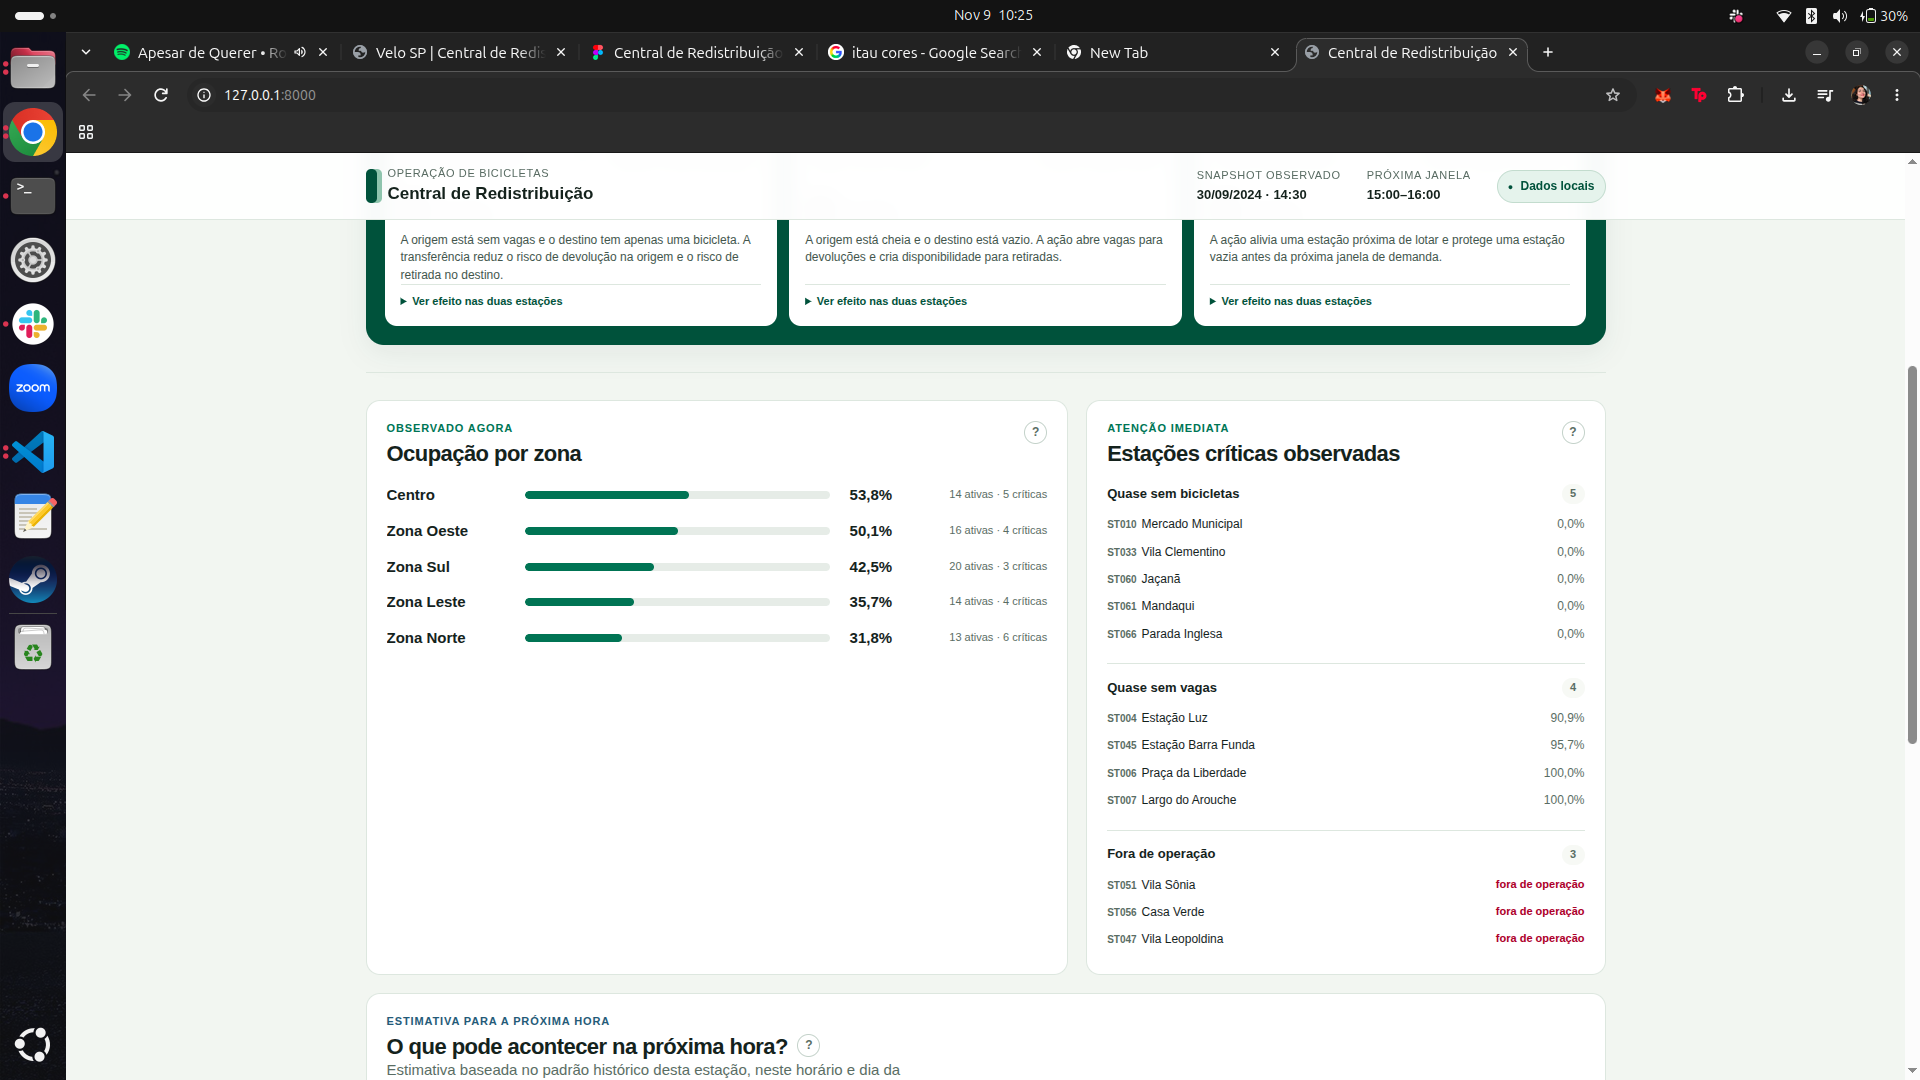 Nov 9 10:25
30%
Apesar de Querer • Ro
Velo SP | Central de Redis
Central de Redistribuição
itau cores - Google Search
New Tab
Central de Redistribuição
127.0.0.1:8000
Tp
zoom
OPERAÇÃO DE BICICLETAS
Central de Redistribuição
SNAPSHOT OBSERVADO
30/09/2024 · 14:30
PRÓXIMA JANELA
15:00–16:00
• Dados locais
A origem está sem vagas e o destino tem apenas uma bicicleta. A
transferência reduz o risco de devolução na origem e o risco de
retirada no destino.
▶ Ver efeito nas duas estações
A origem está cheia e o destino está vazio. A ação abre vagas para
devoluções e cria disponibilidade para retiradas.
▶ Ver efeito nas duas estações
A ação alivia uma estação próxima de lotar e protege uma estação
vazia antes da próxima janela de demanda.
▶ Ver efeito nas duas estações
OBSERVADO AGORA
?
Ocupação por zona
Centro 53,8% 14 ativas · 5 críticas
Zona Oeste 50,1% 16 ativas · 4 críticas
Zona Sul 42,5% 20 ativas · 3 críticas
Zona Leste 35,7% 14 ativas · 4 críticas
Zona Norte 31,8% 13 ativas · 6 críticas
ATENÇÃO IMEDIATA
?
Estações críticas observadas
Quase sem bicicletas 5
ST010 Mercado Municipal 0,0%
ST033 Vila Clementino 0,0%
ST060 Jaçanã 0,0%
ST061 Mandaqui 0,0%
ST066 Parada Inglesa 0,0%
Quase sem vagas 4
ST004 Estação Luz 90,9%
ST045 Estação Barra Funda 95,7%
ST006 Praça da Liberdade 100,0%
ST007 Largo do Arouche 100,0%
Fora de operação 3
ST051 Vila Sônia fora de operação
ST056 Casa Verde fora de operação
ST047 Vila Leopoldina fora de operação
ESTIMATIVA PARA A PRÓXIMA HORA
O que pode acontecer na próxima hora? ?
Estimativa baseada no padrão histórico desta estação, neste horário e dia da